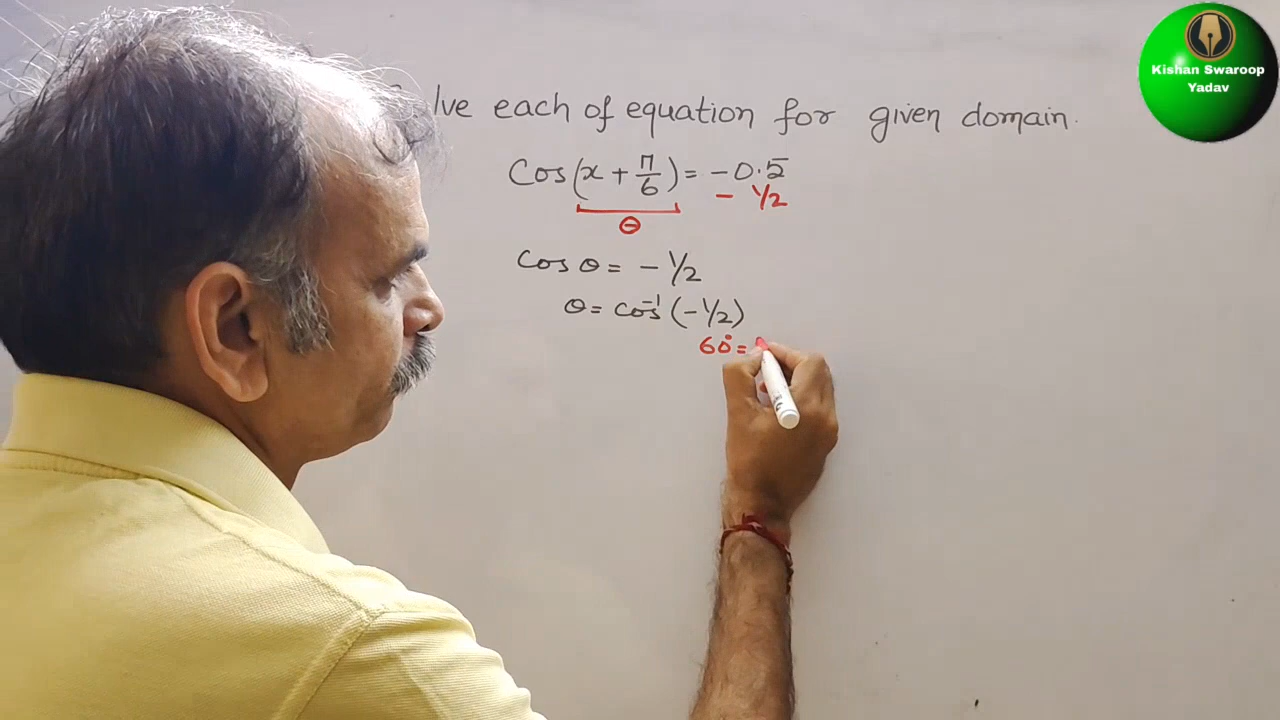 Kishan Swaroop
Yadav
each of equation for given domain.
Cos(x + π/6) = -0.5
- 1/2
θ
Cos θ = - 1/2
θ = cos⁻¹ (-1/2)
60° =